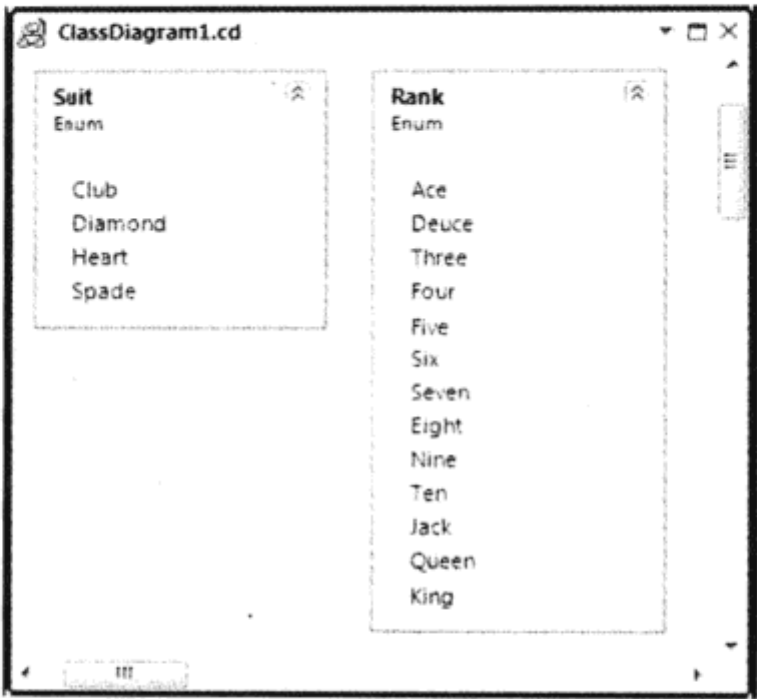 ClassDiagram1.cd
Suit
Enum
Club
Diamond
Heart
Spade
Rank
Enum
Ace
Deuce
Three
Four
Five
Six
Seven
Eight
Nine
Ten
Jack
Queen
King